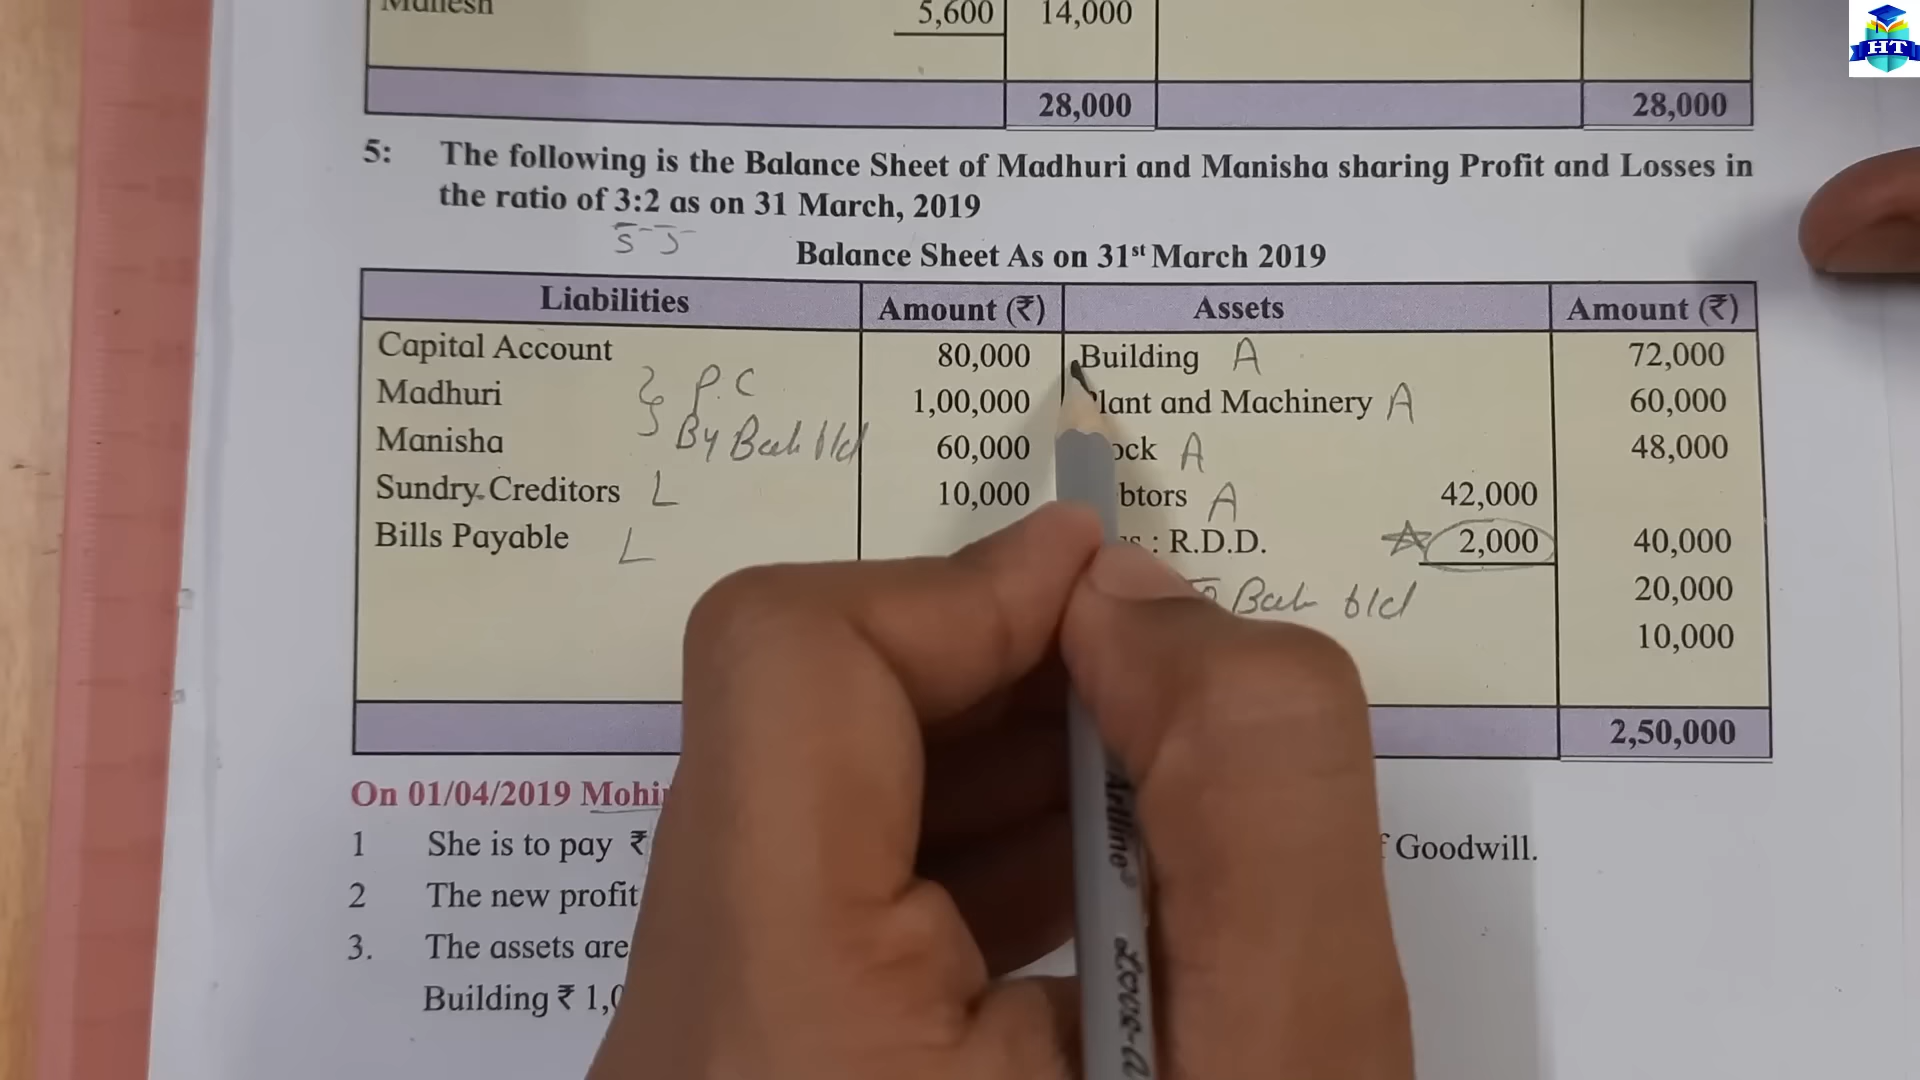 HT
5,600 14,000
28,000 28,000
5: The following is the Balance Sheet of Madhuri and Manisha sharing Profit and Losses in
the ratio of 3:2 as on 31 March, 2019
5 5
Balance Sheet As on 31st March 2019
Liabilities Amount (₹) Assets Amount (₹)
Capital Account 80,000 Building A 72,000
Madhuri P.C 1,00,000 Plant and Machinery A 60,000
Manisha By Bal b/d 60,000 ock A 48,000
Sundry Creditors L 10,000 btors A 42,000
Bills Payable L : R.D.D. 2,000 40,000
To Bal b/d 20,000
10,000
2,50,000
On 01/04/2019 Mohi
1 She is to pay ₹ Goodwill.
2 The new profit
3. The assets are
Building ₹ 1,0
Artline